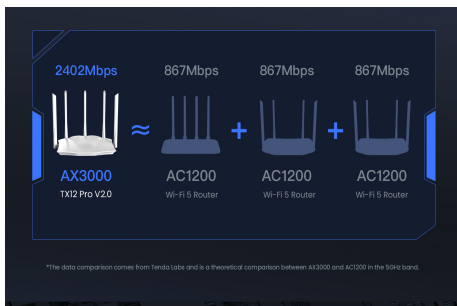 2402Mbps 867Mbps 867Mbps 867Mbps
≈ + +
AX3000 AC1200 AC1200 AC1200
TX12 Pro V2.0 Wi-Fi 5 Router Wi-Fi 5 Router Wi-Fi 5 Router
*The data comparison comes from Tenda Labs and is a theoretical comparison between AX3000 and AC1200 in the 5GHz band.